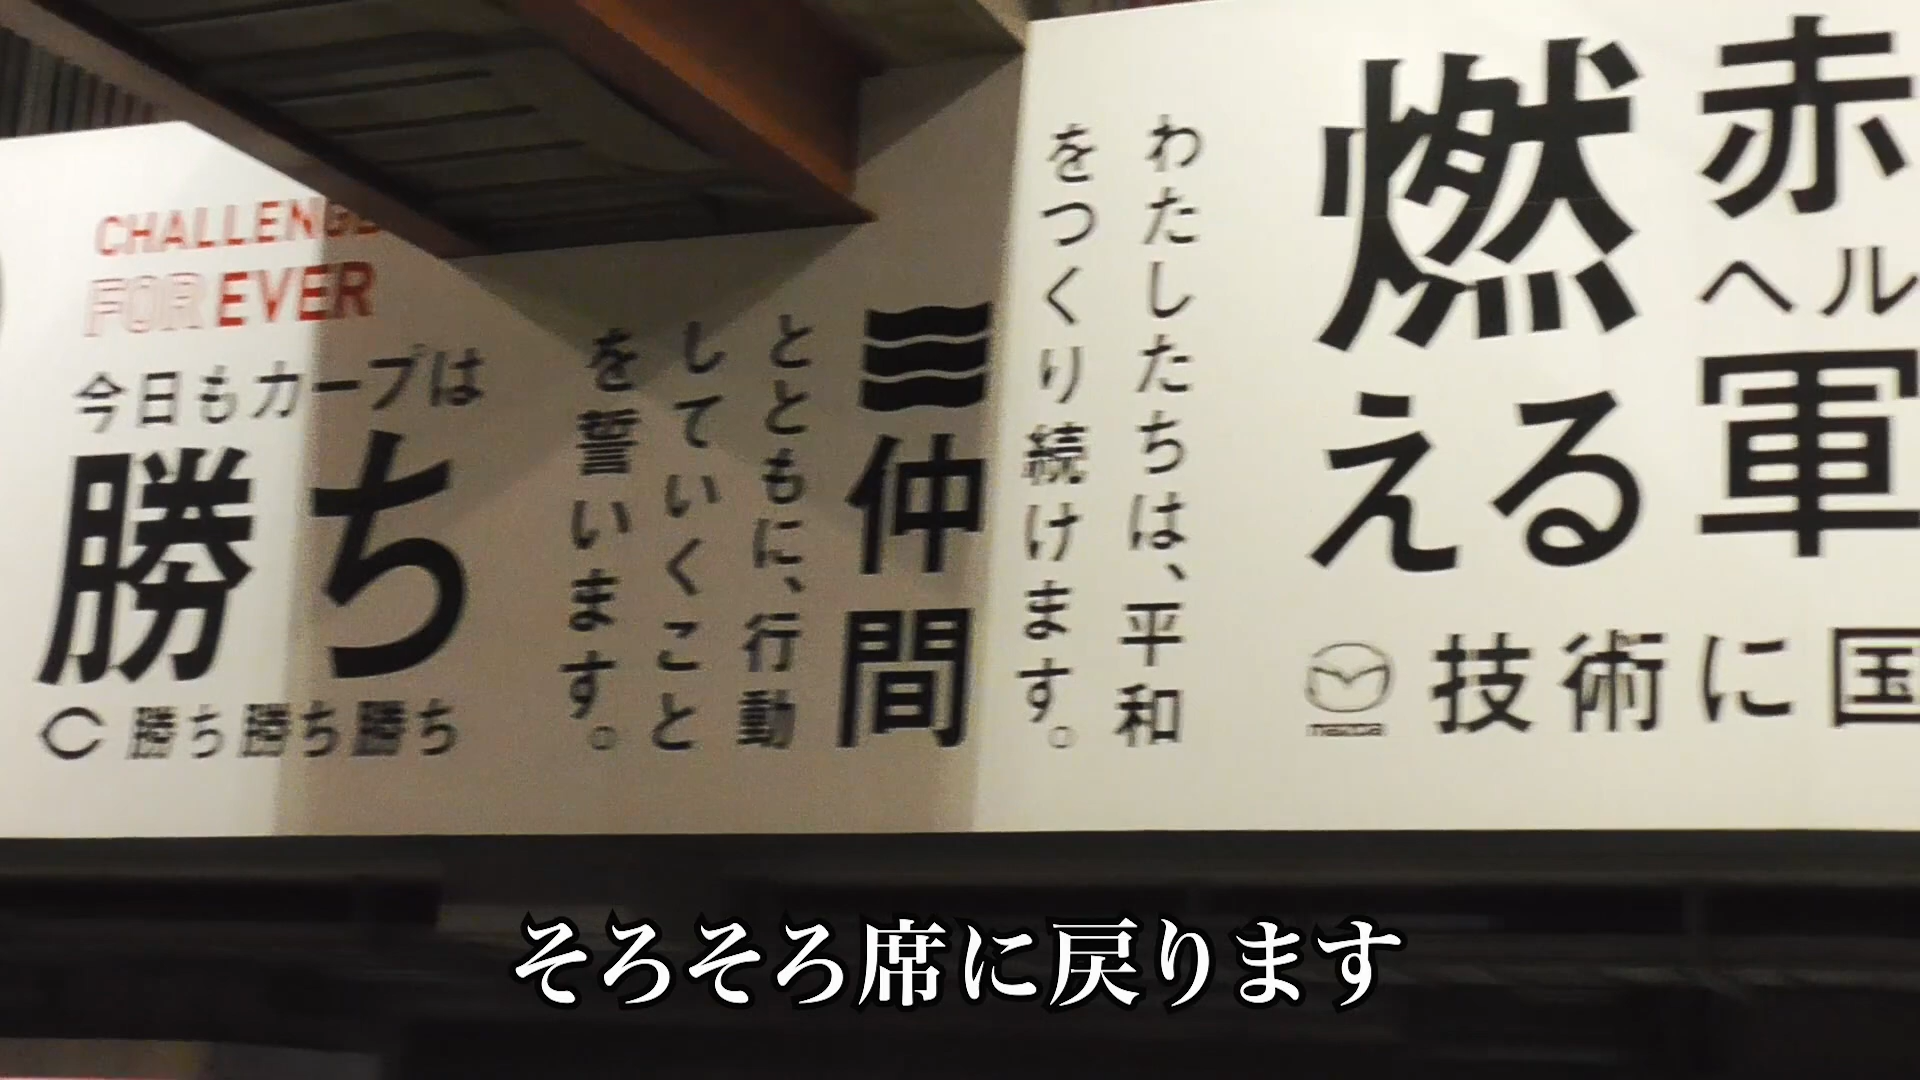 赤ヘル軍
燃える
技術に国
mazda
わたしたちは、平和
をつくり続けます。
仲間
とともに、行動
していくこと
を誓います。
CHALLENGE
FOR EVER
今日もカープは
勝ち
勝ち勝ち勝ち
そろそろ席に戻ります